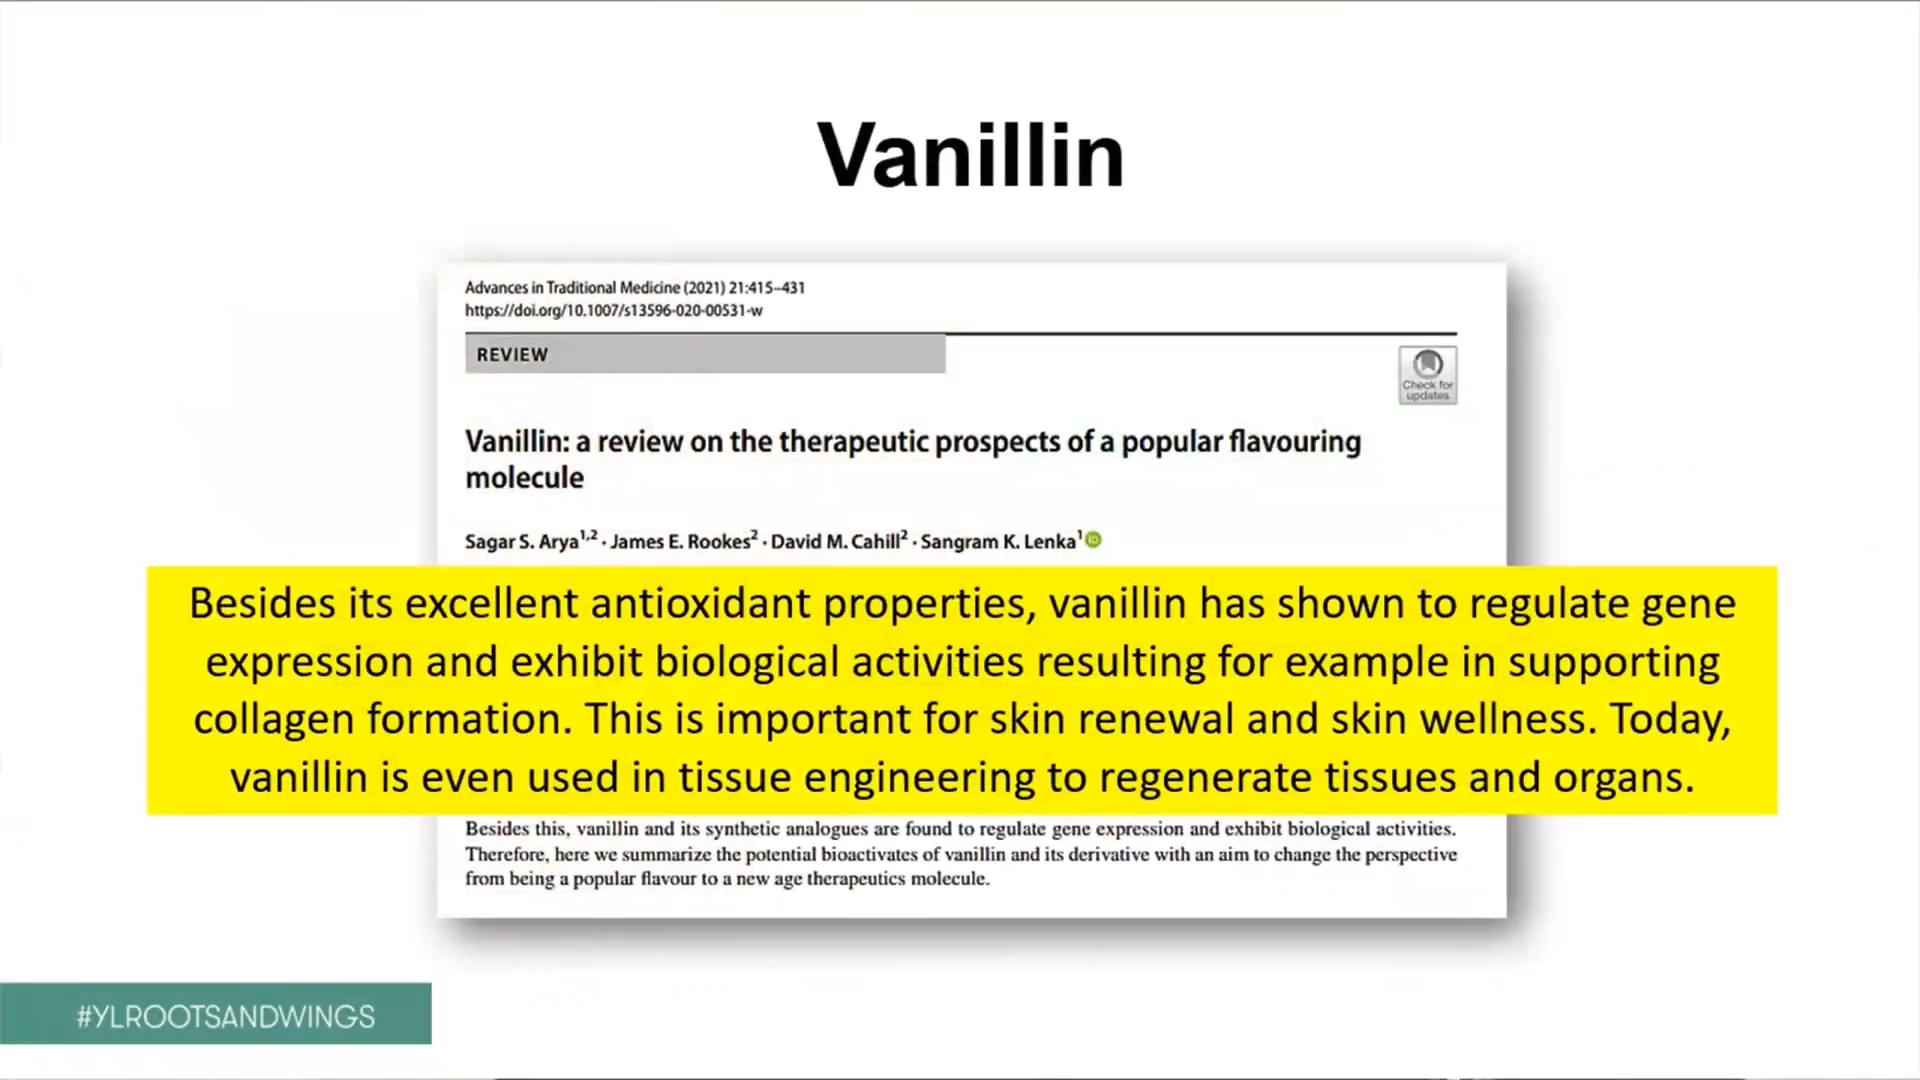 Vanillin
Advances in Traditional Medicine (2021) 21:415–431
https://doi.org/10.1007/s13596-020-00531-w
REVIEW
Check for
updates
Vanillin: a review on the therapeutic prospects of a popular flavouring
molecule
Sagar S. Arya1,2 · James E. Rookes2 · David M. Cahill2 · Sangram K. Lenka1
Besides its excellent antioxidant properties, vanillin has shown to regulate gene
expression and exhibit biological activities resulting for example in supporting
collagen formation. This is important for skin renewal and skin wellness. Today,
vanillin is even used in tissue engineering to regenerate tissues and organs.
Besides this, vanillin and its synthetic analogues are found to regulate gene expression and exhibit biological activities.
Therefore, here we summarize the potential bioactivates of vanillin and its derivative with an aim to change the perspective
from being a popular flavour to a new age therapeutics molecule.
#YLROOTSANDWINGS